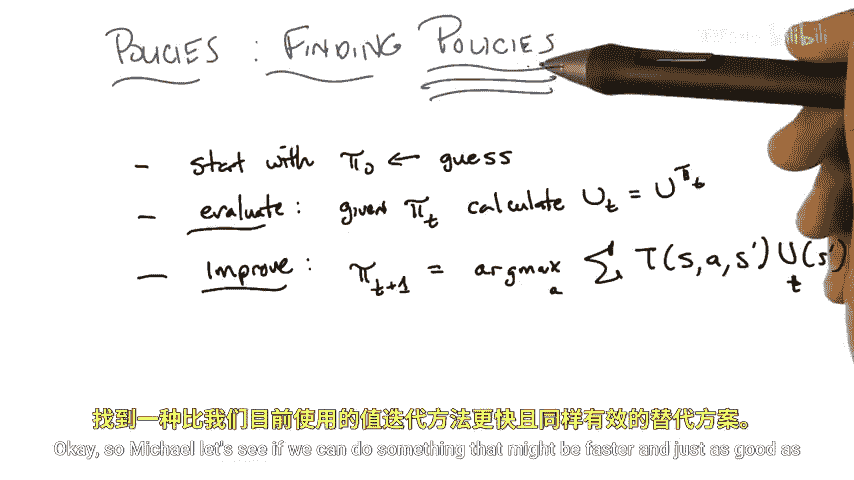 POLICIES : FINDING POLICIES
- start with π₀ ← guess
- evaluate: given πₜ calculate Uₜ = U^πₜ
- Improve: πₜ₊₁ = argmaxₐ Σ T(s,a,s') Uₜ(s')
找到一种比我们目前使用的值迭代方法更快且同样有效的替代方案。
Okay, so Michael let's see if we can do something that might be faster and just as good as